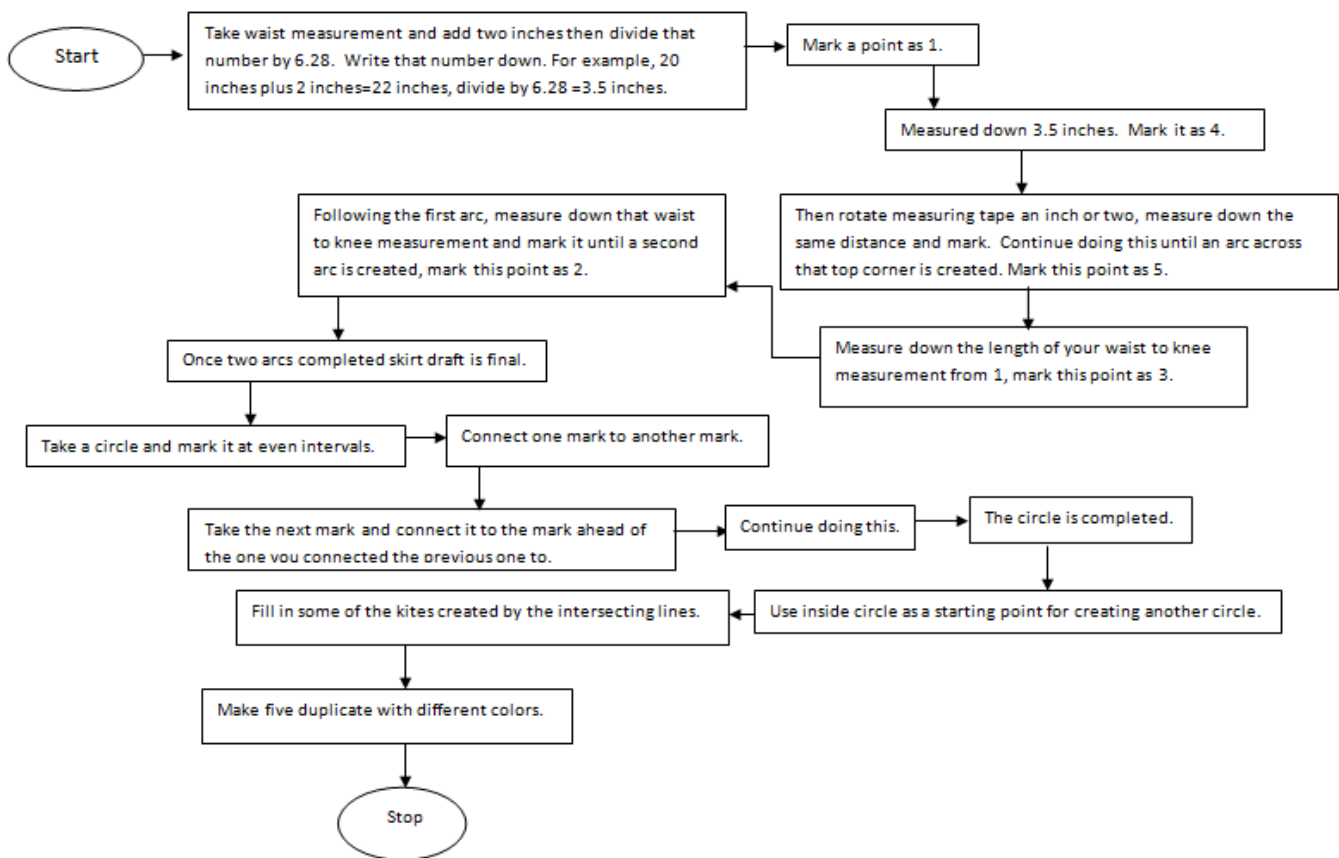 Start
Take waist measurement and add two inches then divide that
number by 6.28.  Write that number down. For example, 20
inches plus 2 inches=22 inches, divide by 6.28 =3.5 inches.
Mark a point as 1.
Measured down 3.5 inches.  Mark it as 4.
Then rotate measuring tape an inch or two, measure down the
same distance and mark.  Continue doing this until an arc across
that top corner is created. Mark this point as 5.
Measure down the length of your waist to knee
measurement from 1, mark this point as 3.
Following the first arc, measure down that waist
to knee measurement and mark it until a second
arc is created, mark this point as 2.
Once two arcs completed skirt draft is final.
Take a circle and mark it at even intervals.
Connect one mark to another mark.
Take the next mark and connect it to the mark ahead of
the one you connected the previous one to.
Continue doing this.
The circle is completed.
Use inside circle as a starting point for creating another circle.
Fill in some of the kites created by the intersecting lines.
Make five duplicate with different colors.
Stop